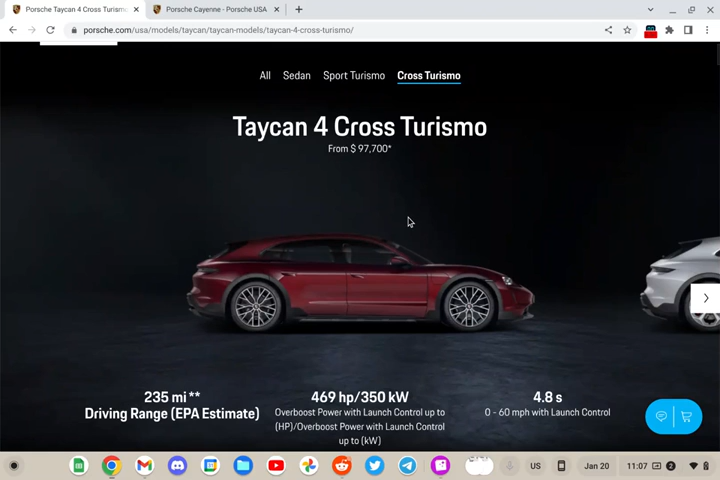 Porsche Taycan 4 Cross Turismo
Porsche Cayenne - Porsche USA
porsche.com/usa/models/taycan/taycan-models/taycan-4-cross-turismo/
All Sedan Sport Turismo Cross Turismo
Taycan 4 Cross Turismo
From $ 97,700*
235 mi **
Driving Range (EPA Estimate)
469 hp/350 kW
Overboost Power with Launch Control up to
(HP)/Overboost Power with Launch Control
up to (kW)
4.8 s
0 - 60 mph with Launch Control
US
Jan 20
11:07
2